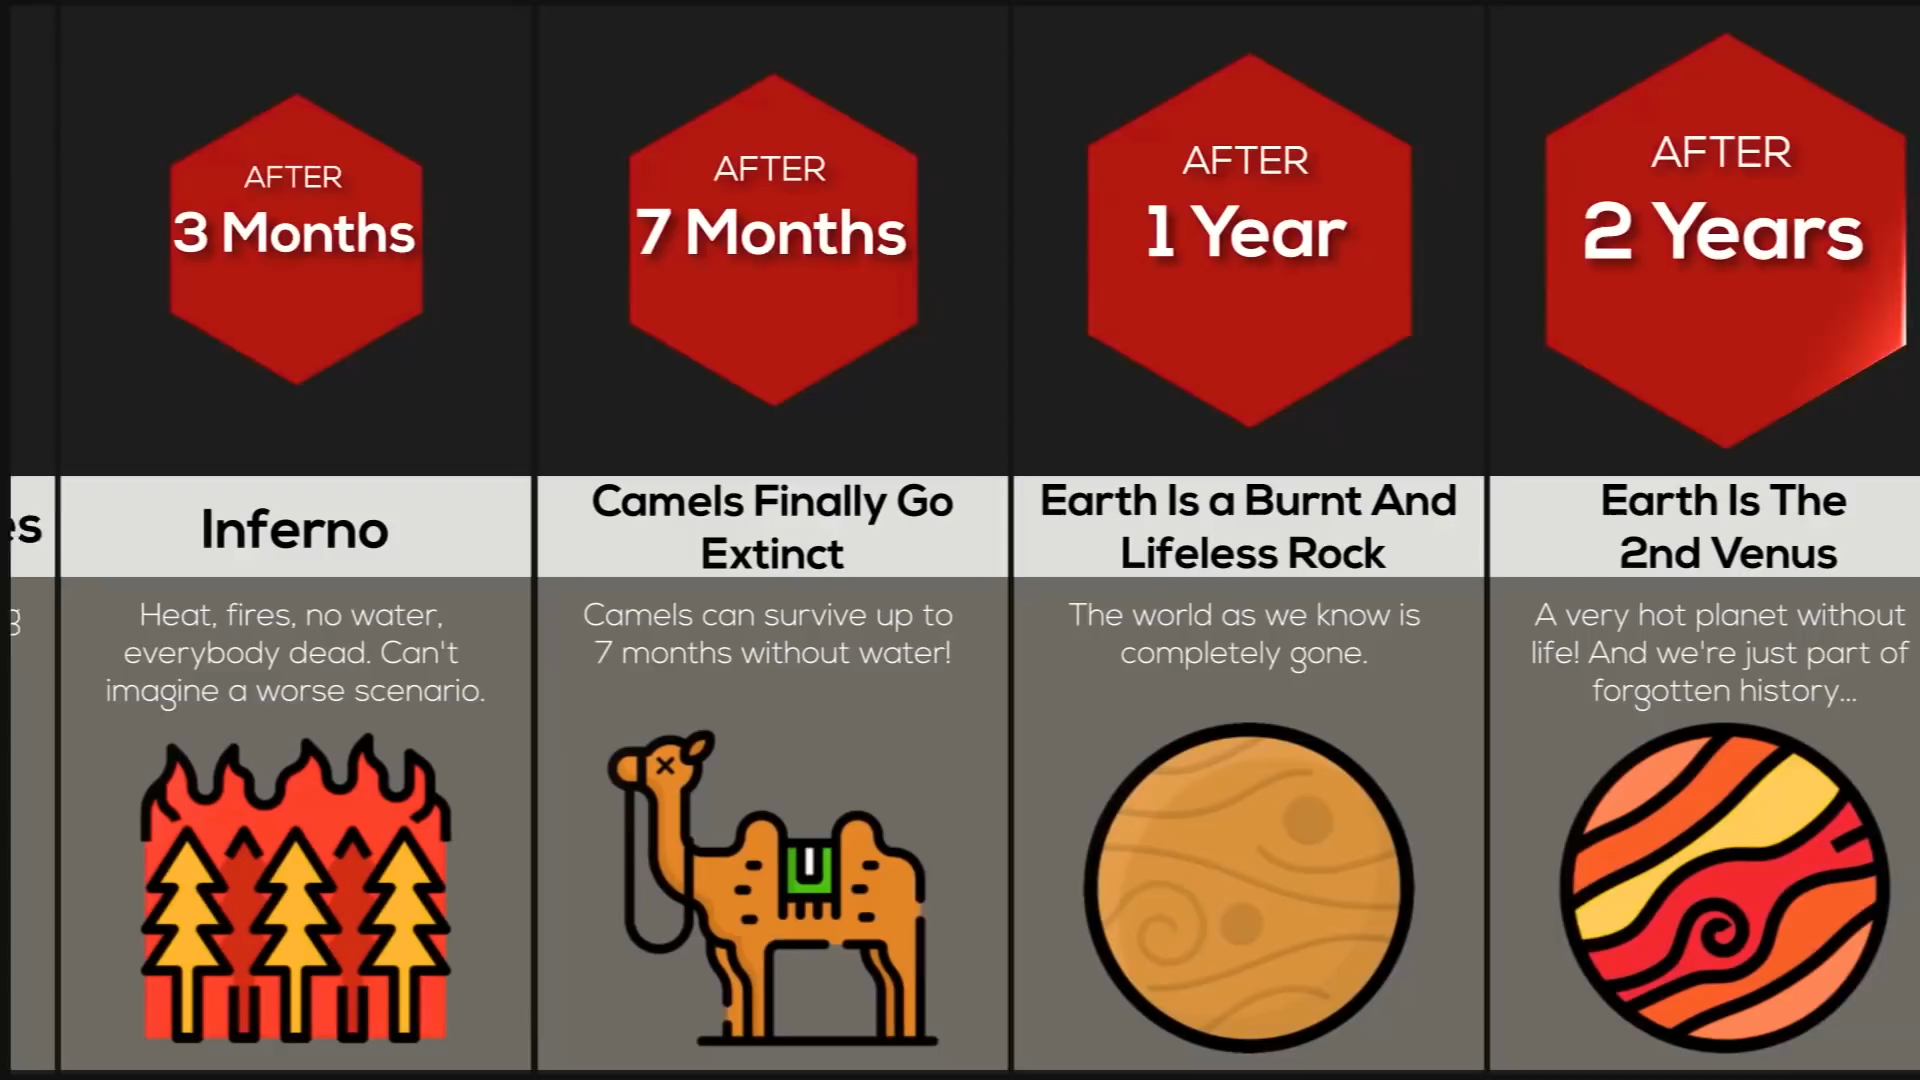 AFTER
3 Months
AFTER
7 Months
AFTER
1 Year
AFTER
2 Years
Inferno
Camels Finally Go
Extinct
Earth Is a Burnt And
Lifeless Rock
Earth Is The
2nd Venus
Heat, fires, no water,
everybody dead. Can't
imagine a worse scenario.
Camels can survive up to
7 months without water!
The world as we know is
completely gone.
A very hot planet without
life! And we're just part of
forgotten history...